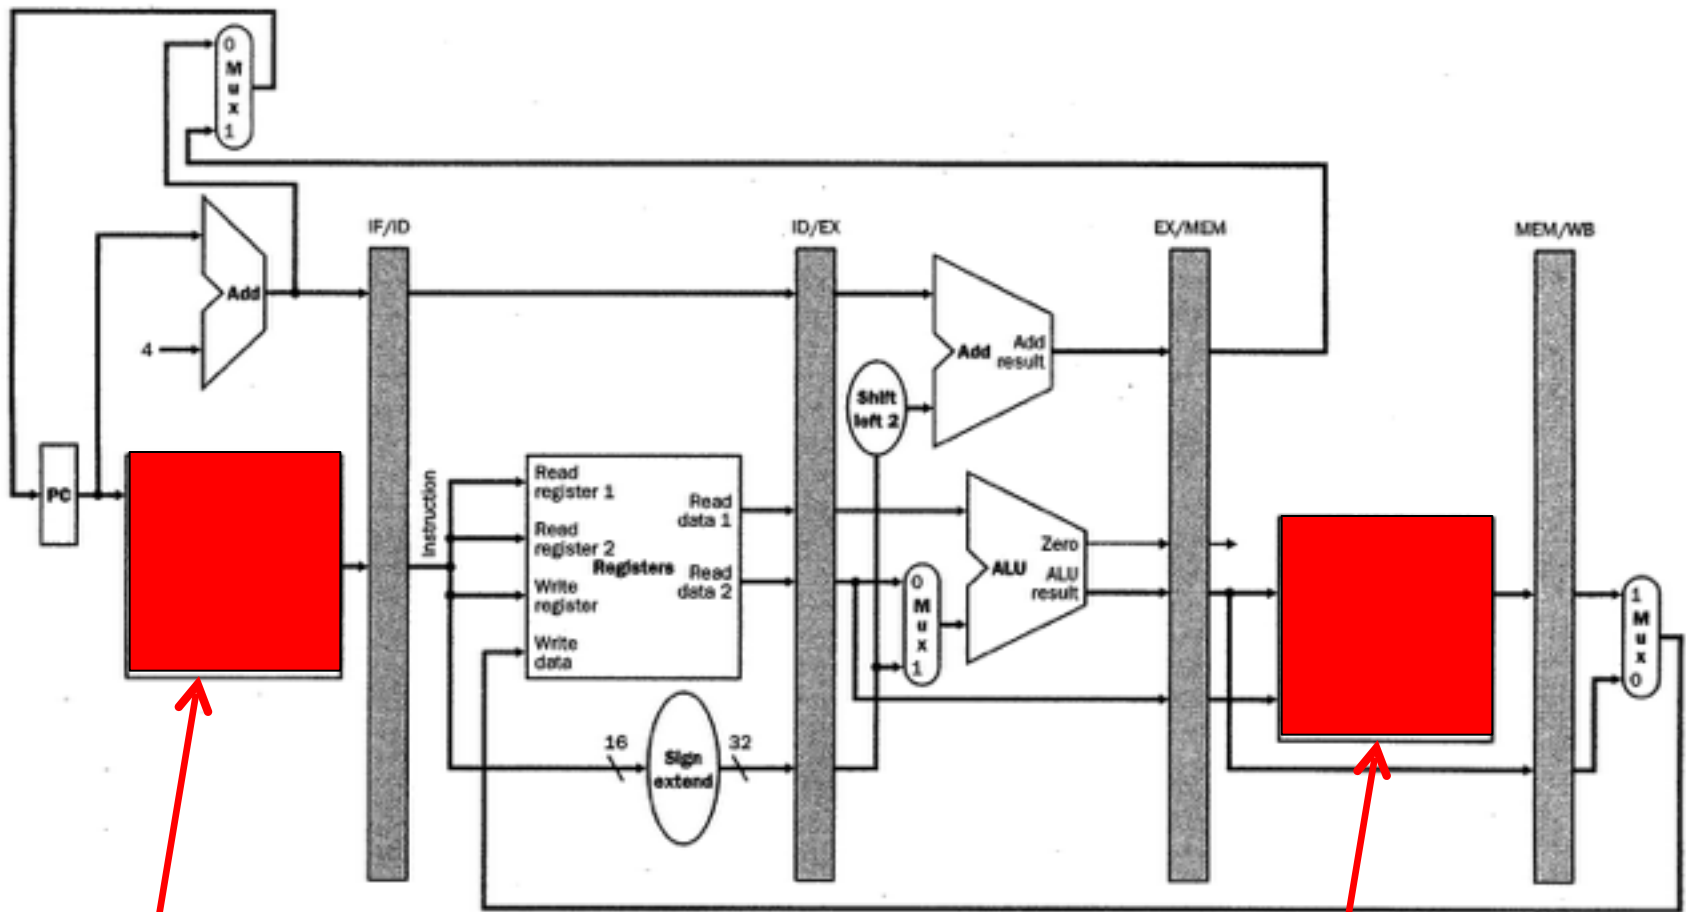 0
M
u
x
1
IF/ID
ID/EX
EX/MEM
MEM/WB
Add
4
Add
Add
result
Shift
left 2
PC
Instruction
Read
register 1
Read
register 2
Write
register
Write
data
Registers
Read
data 1
Read
data 2
16
Sign
extend
32
0
M
u
x
1
Zero
ALU
ALU
result
1
M
u
x
0